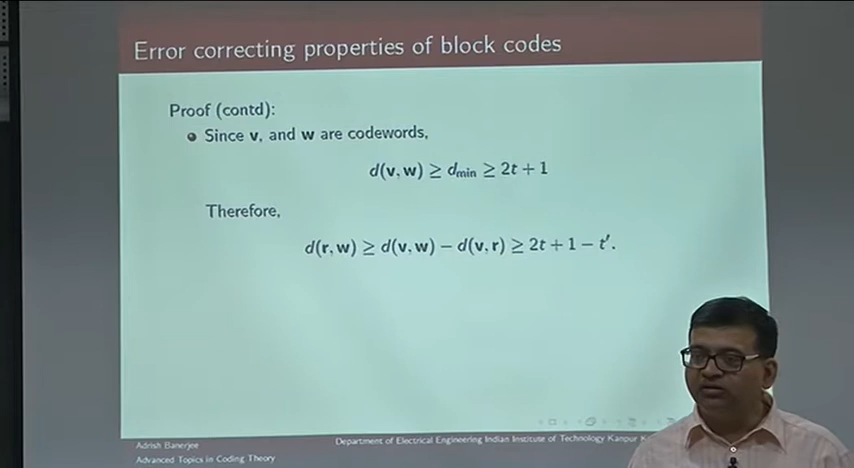 Error correcting properties of block codes
Proof (contd):
Since v, and w are codewords,
d(v, w) ≥ dmin ≥ 2t + 1
Therefore,
d(r, w) ≥ d(v, w) − d(v, r) ≥ 2t + 1 − t′.
Adrish Banerjee
Department of Electrical Engineering Indian Institute of Technology Kanpur
Advanced Topics in Coding Theory